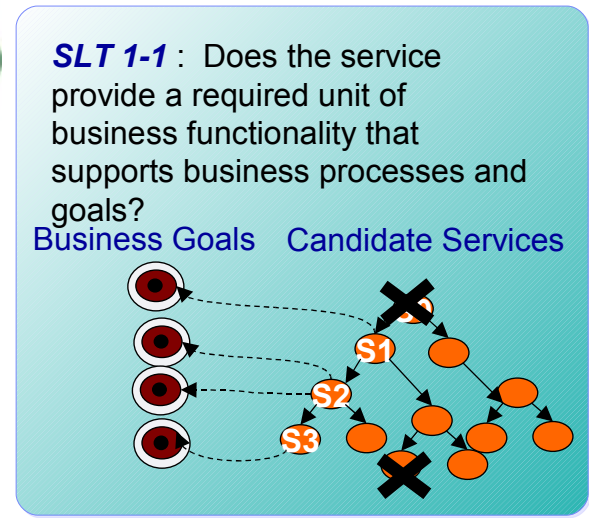 SLT 1-1 : Does the service
provide a required unit of
business functionality that
supports business processes and
goals?
Business Goals Candidate Services
S1
S2
S3